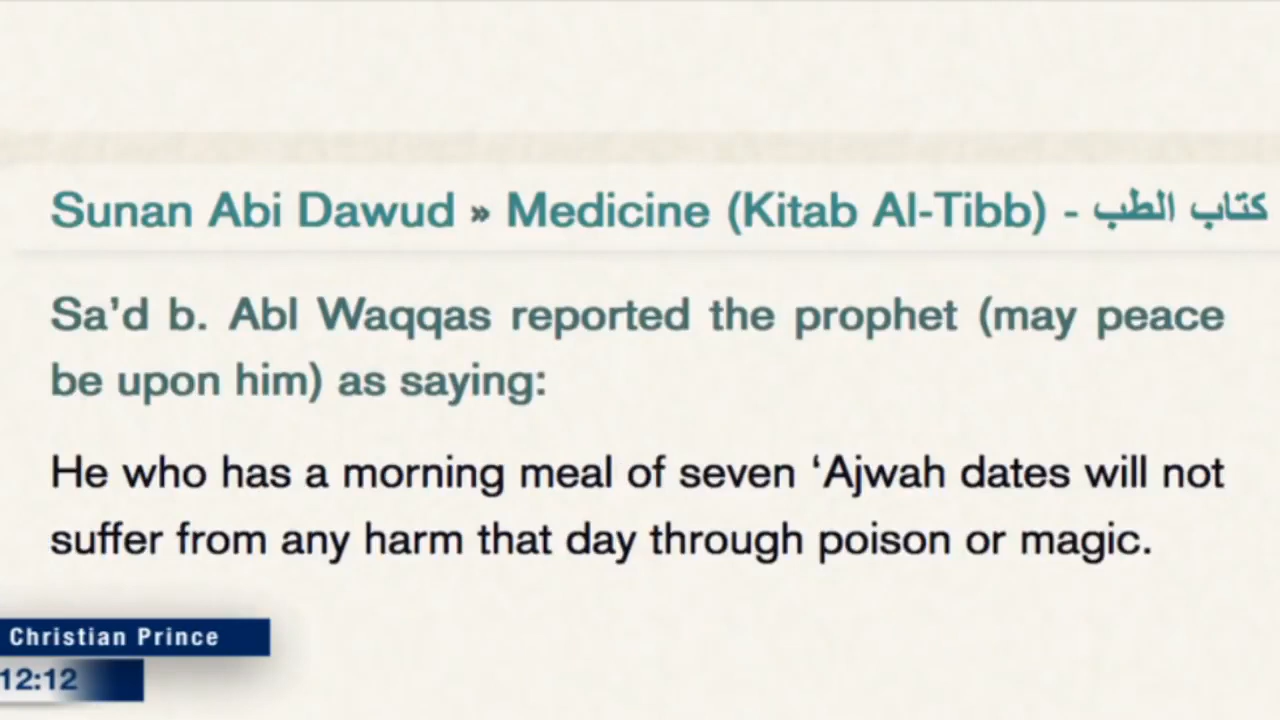 Sunan Abi Dawud » Medicine (Kitab Al-Tibb) - كتاب الطب
Sa’d b. Abl Waqqas reported the prophet (may peace
be upon him) as saying:
He who has a morning meal of seven ‘Ajwah dates will not
suffer from any harm that day through poison or magic.
Christian Prince
12:12